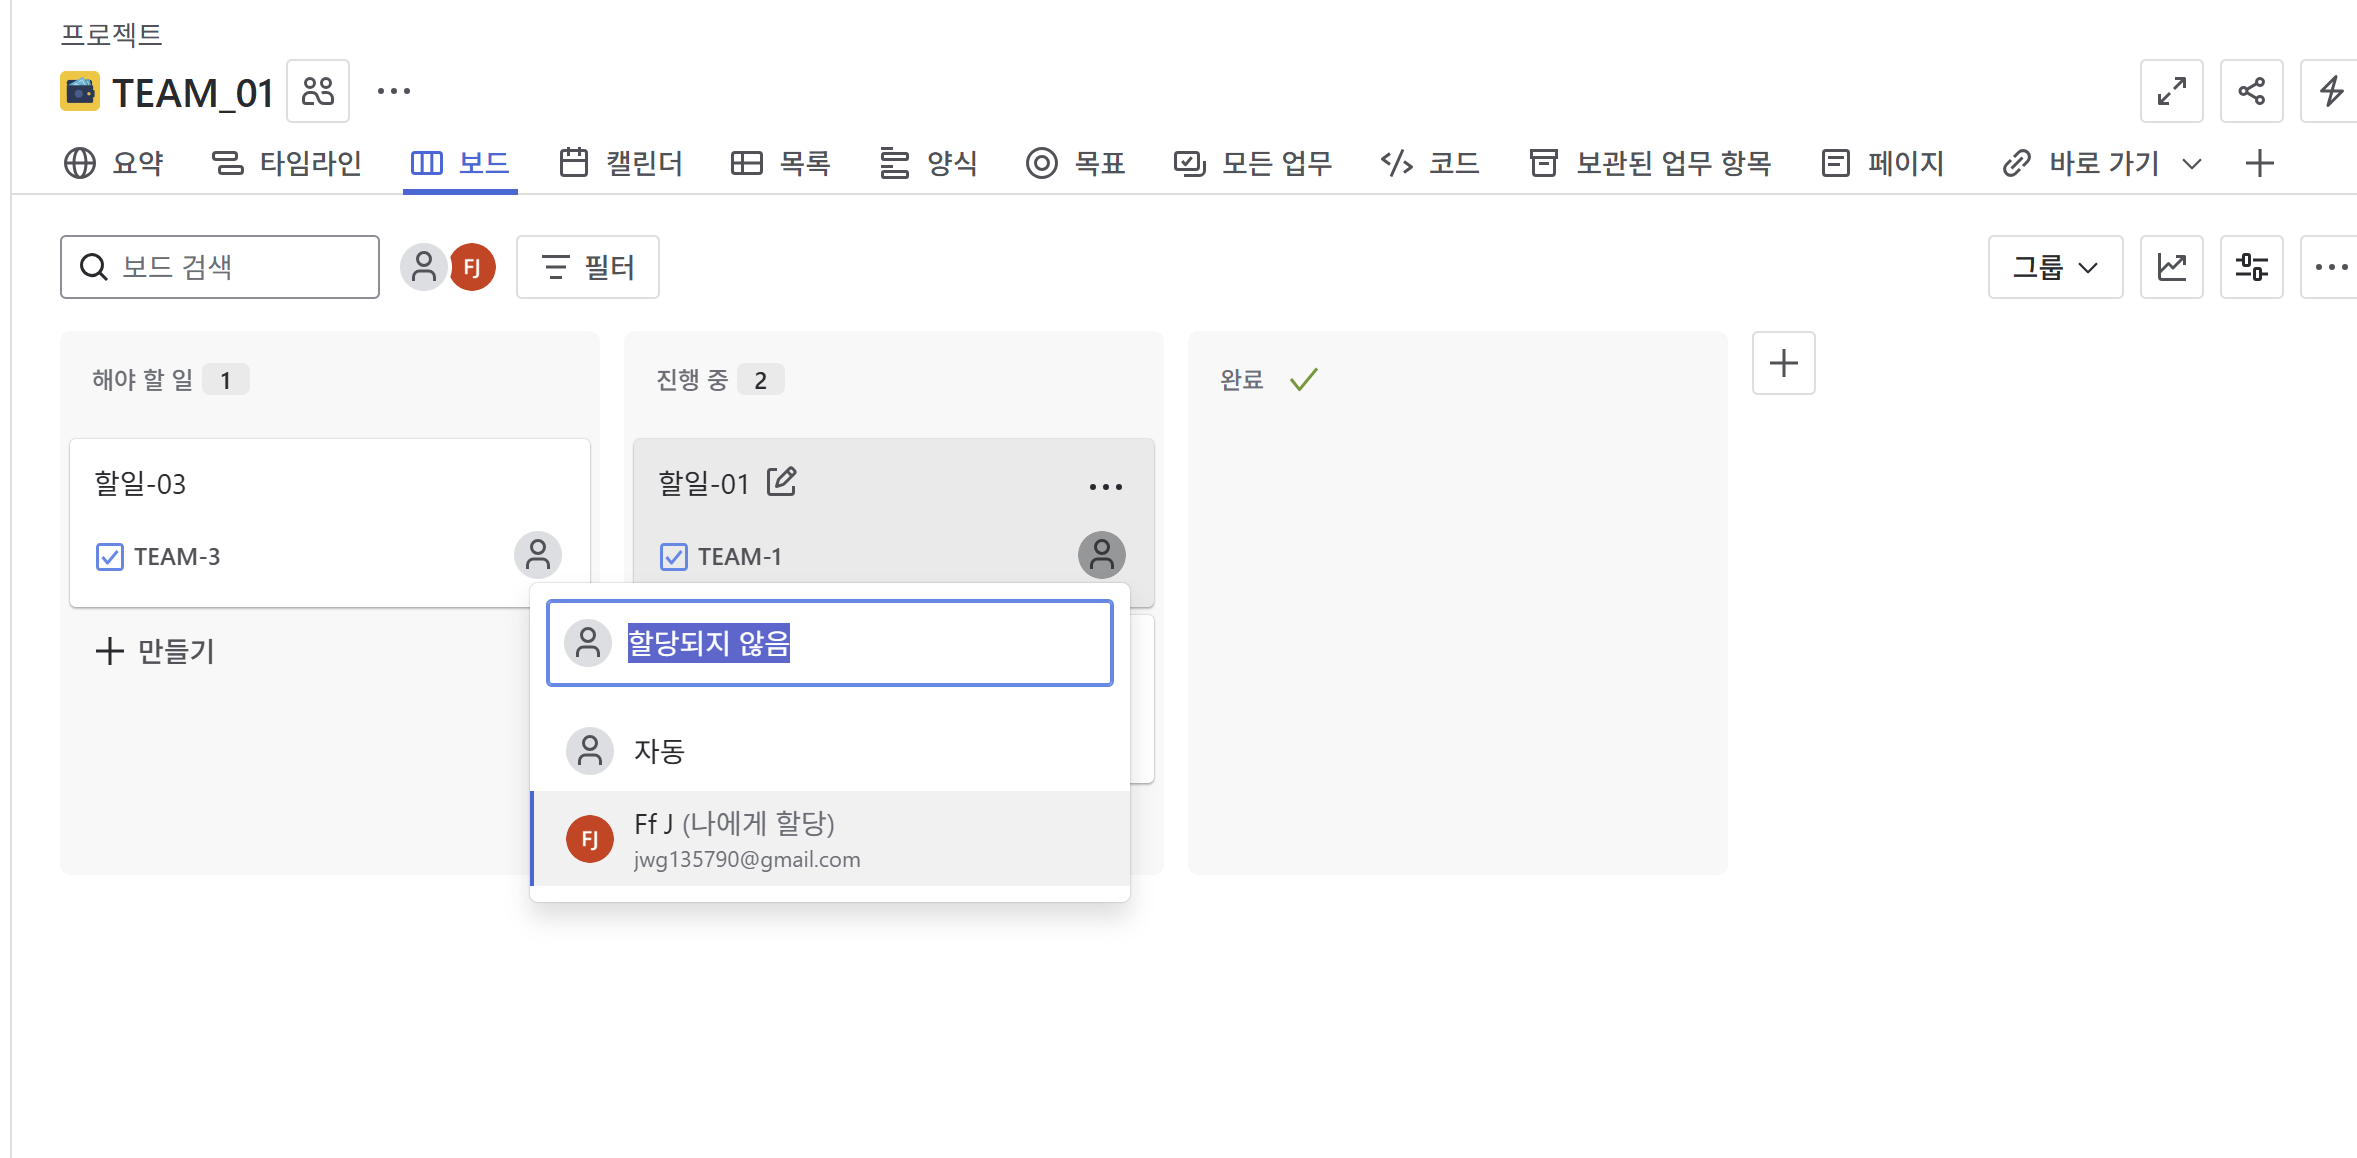 프로젝트
TEAM_01
요약 타임라인 보드 캘린더 목록 양식 목표 모든 업무 코드 보관된 업무 항목 페이지 바로 가기
보드 검색 FJ 필터 그룹
해야 할 일 1
할일-03
TEAM-3
만들기
진행 중 2
할일-01
TEAM-1
할당되지 않음
자동
FJ Ff J (나에게 할당)
jwg135790@gmail.com
완료